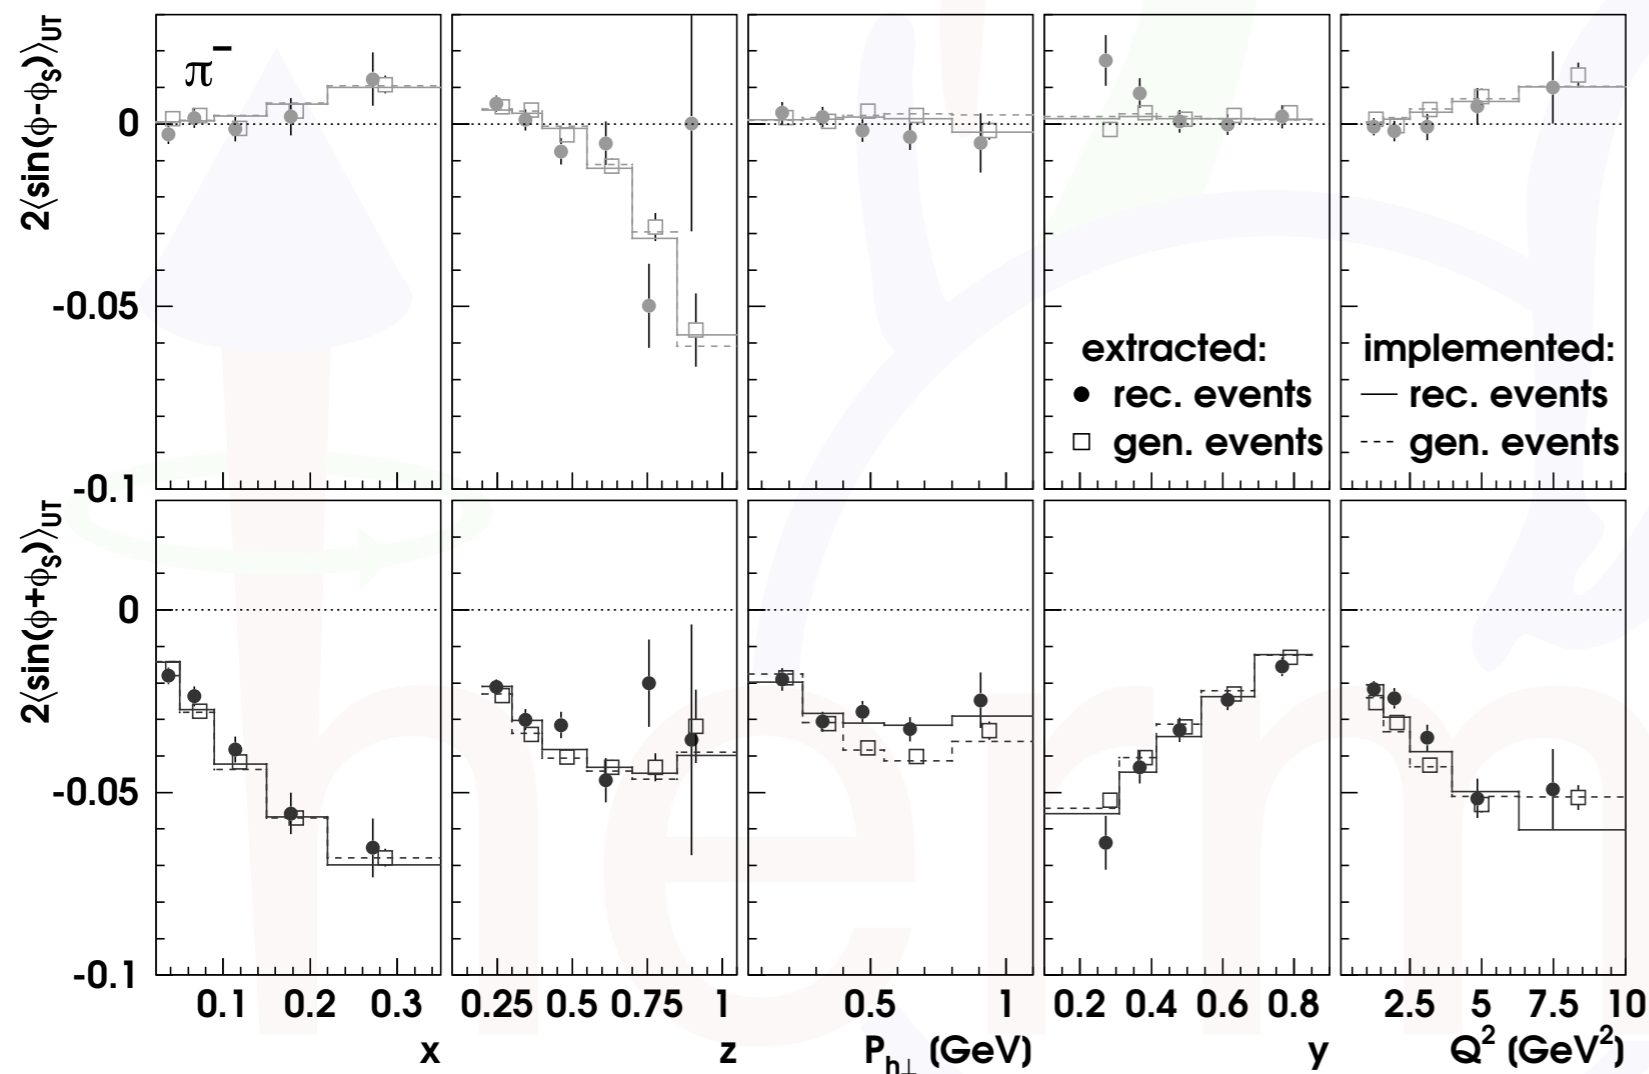 2⟨sin(ϕ-ϕS)⟩UT
π-
0
-0.05
-0.1
extracted:
rec. events
gen. events
implemented:
rec. events
gen. events
2⟨sin(ϕ+ϕS)⟩UT
0
-0.05
-0.1
0.1 0.2 0.3
0.25 0.5 0.75 1
0.5 1
0.2 0.4 0.6 0.8
2.5 5 7.5 10
x
z
Ph⊥ (GeV)
y
Q2 (GeV2)
herm